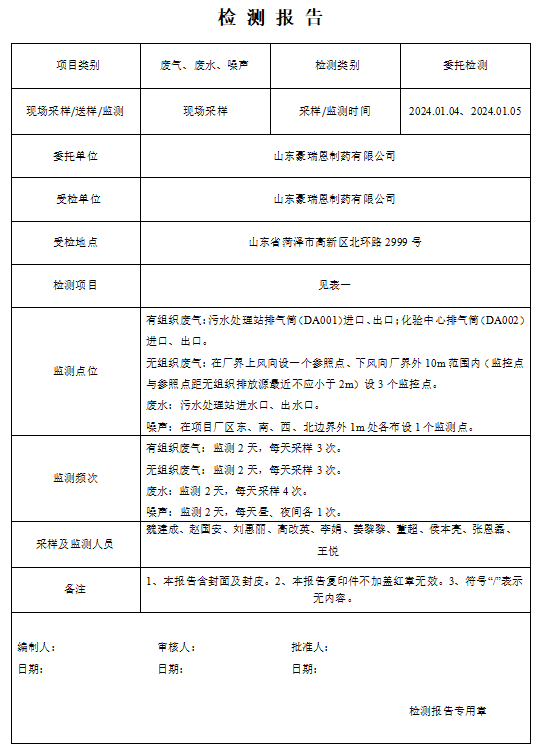 检 测 报 告
项目类别 废气、废水、噪声 检测类别 委托检测
现场采样/送样/监测 现场采样 采样/监测时间 2024.01.04、2024.01.05
委托单位 山东豪瑞恩制药有限公司
受检单位 山东豪瑞恩制药有限公司
受检地点 山东省菏泽市高新区北环路 2999 号
检测项目 见表一
监测点位
有组织废气：污水处理站排气筒（DA001）进口、出口；化验中心排气筒（DA002）
进口、出口。
无组织废气：在厂界上风向设一个参照点、下风向厂界外 10m 范围内（监控点
与参照点距无组织排放源最近不应小于 2m）设 3 个监控点。
废水：污水处理站进水口、出水口。
噪声：在项目厂区东、南、西、北边界外 1m 处各布设 1 个监测点。
监测频次
有组织废气：监测 2 天，每天采样 3 次。
无组织废气：监测 2 天，每天采样 3 次。
废水：监测 2 天，每天采样 4 次。
噪声：监测 2 天，每天昼、夜间各 1 次。
采样及监测人员
魏建成、赵国安、刘惠丽、高改英、李娟、姜黎黎、董超、侯本亮、张恩磊、
王悦
备注
1、本报告含封面及封皮。2、本报告复印件不加盖红章无效。3、符号“/”表示
无内容。
编制人： 审核人： 批准人：
日期： 日期： 日期：
检测报告专用章